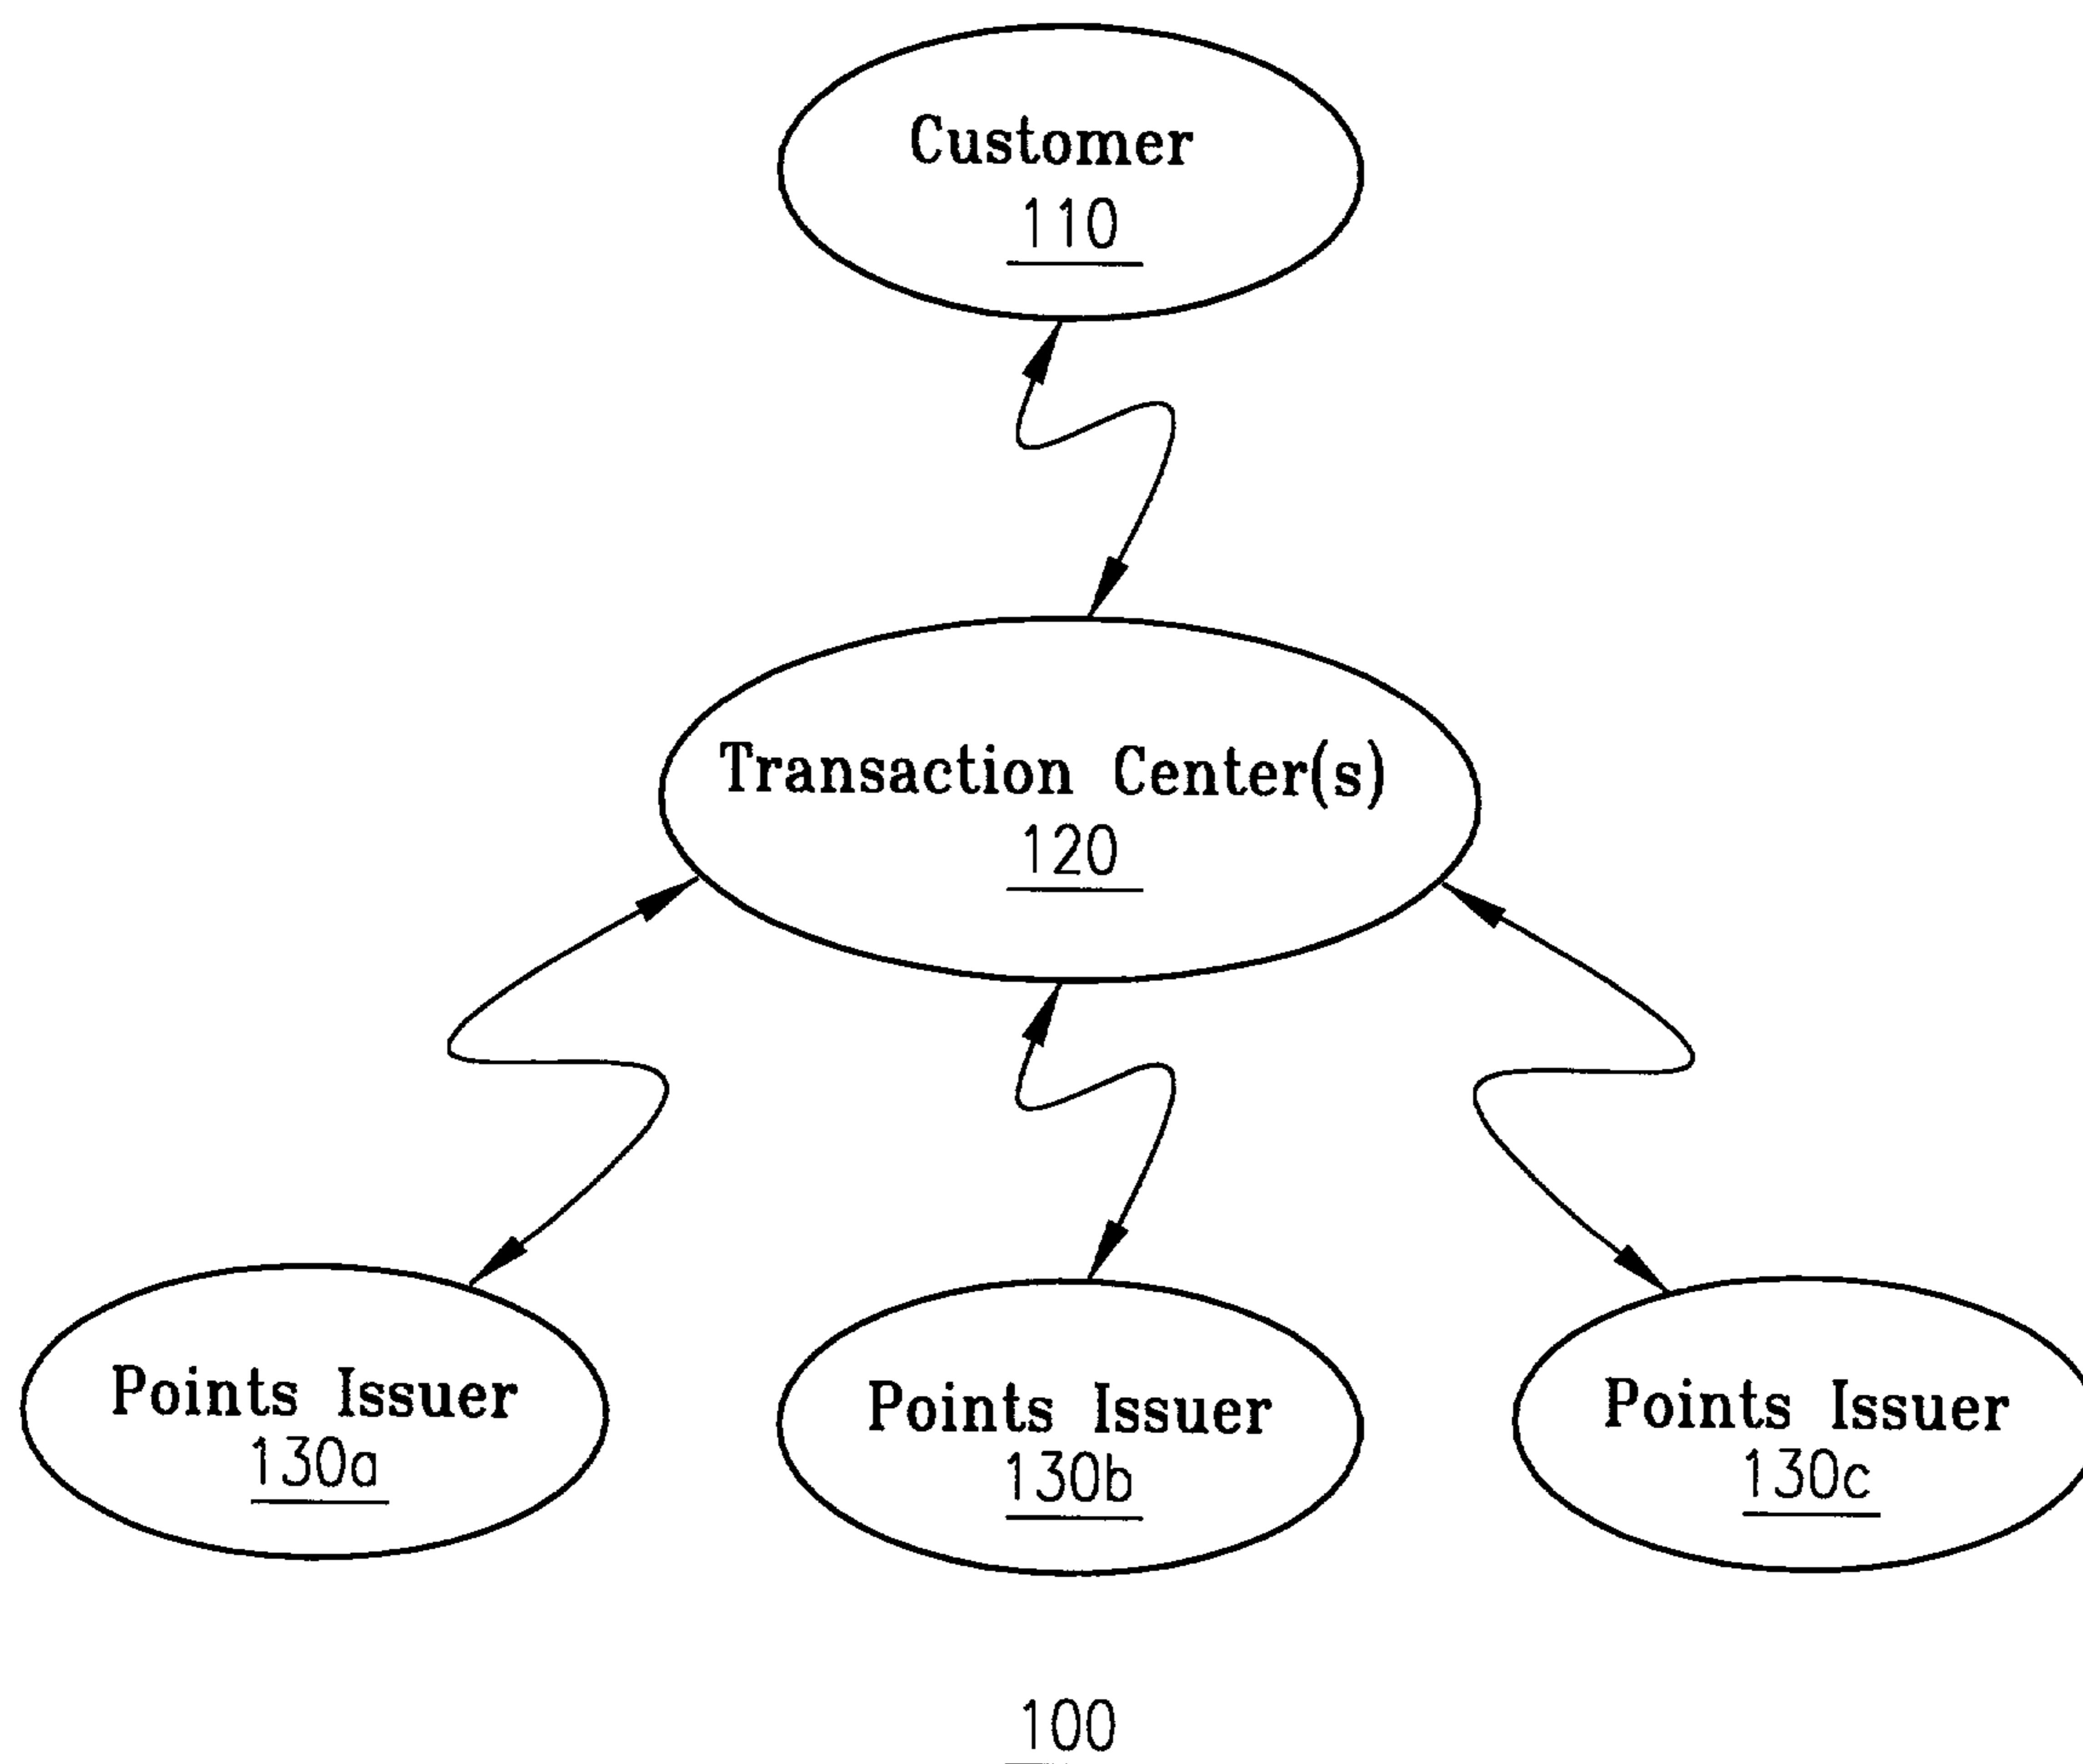 Customer
110
Transaction Center(s)
120
Points Issuer
130a
Points Issuer
130b
Points Issuer
130c
100